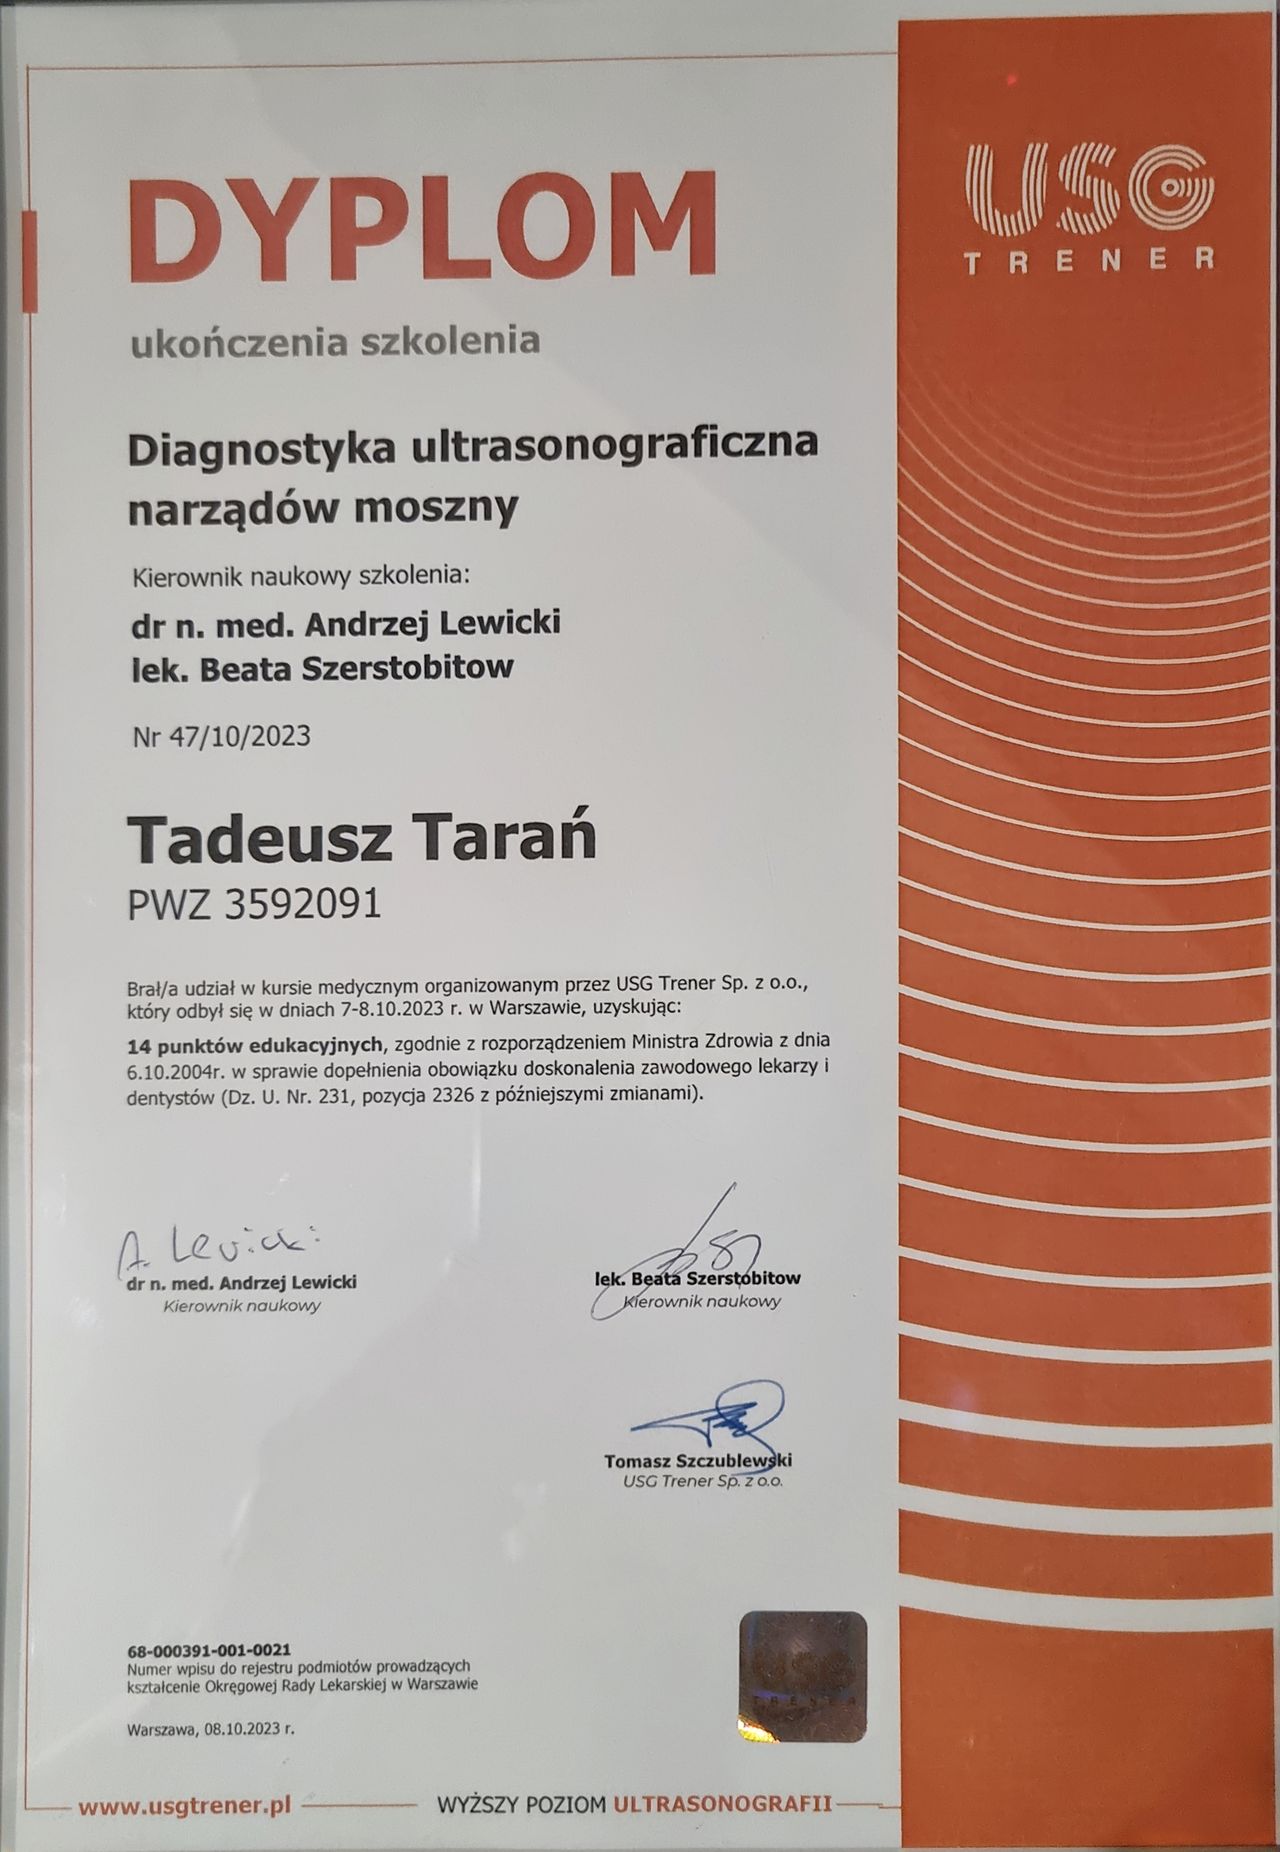 USG
TRENER
DYPLOM
ukończenia szkolenia
Diagnostyka ultrasonograficzna
narządów moszny
Kierownik naukowy szkolenia:
dr n. med. Andrzej Lewicki
lek. Beata Szerstobitow
Nr 47/10/2023
Tadeusz Tarań
PWZ 3592091
Brał/a udział w kursie medycznym organizowanym przez USG Trener Sp. z o.o.,
który odbył się w dniach 7-8.10.2023 r. w Warszawie, uzyskując:
14 punktów edukacyjnych, zgodnie z rozporządzeniem Ministra Zdrowia z dnia
6.10.2004r. w sprawie dopełnienia obowiązku doskonalenia zawodowego lekarzy i
dentystów (Dz. U. Nr. 231, pozycja 2326 z późniejszymi zmianami).
A. Lewicki
dr n. med. Andrzej Lewicki
Kierownik naukowy
lek. Beata Szerstobitow
Kierownik naukowy
Tomasz Szczublewski
USG Trener Sp. z o.o.
68-000391-001-0021
Numer wpisu do rejestru podmiotów prowadzących
kształcenie Okręgowej Rady Lekarskiej w Warszawie
Warszawa, 08.10.2023 r.
USG
TRENER
www.usgtrener.pl
WYŻSZY POZIOM ULTRASONOGRAFII